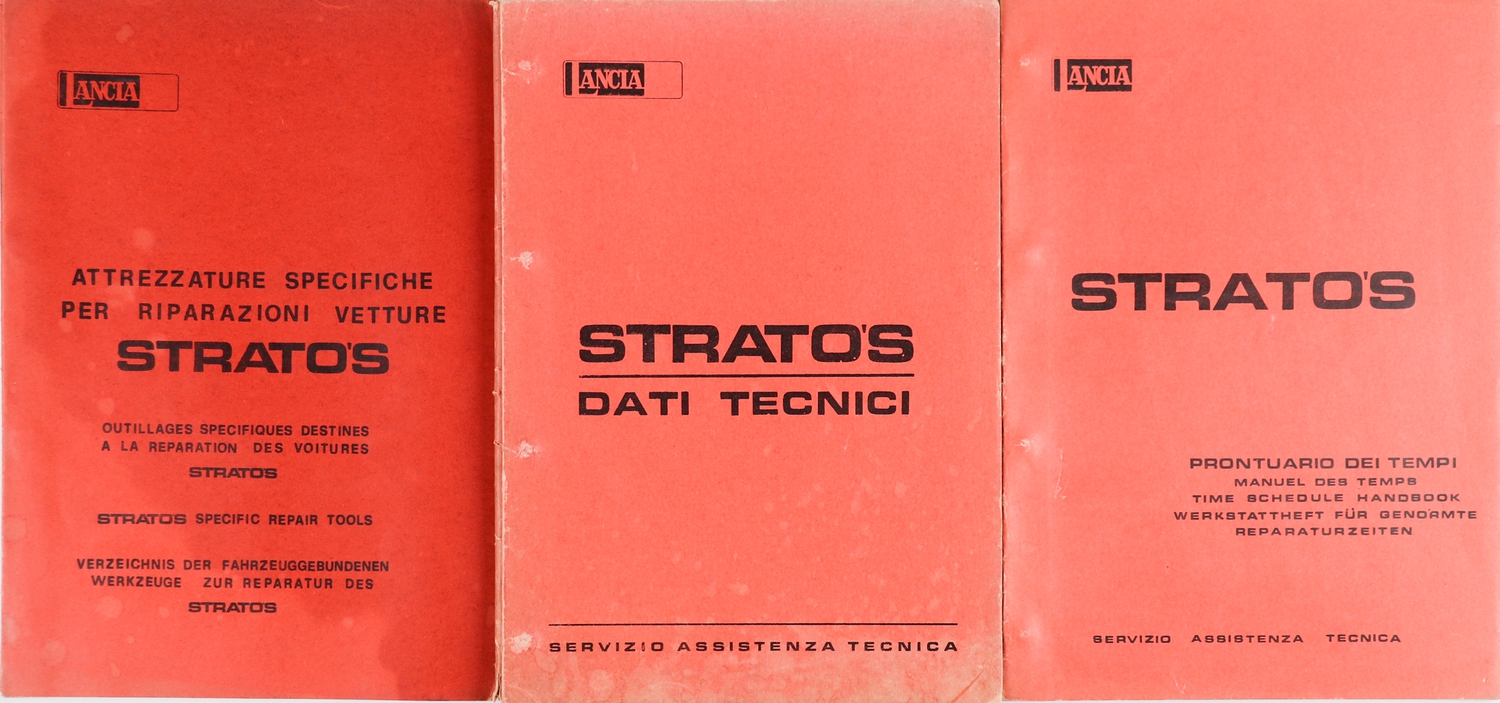 LANCIA
ATTREZZATURE SPECIFICHE
PER RIPARAZIONI VETTURE
STRATO'S
OUTILLAGES SPECIFIQUES DESTINES
A LA REPARATION DES VOITURES
STRATO'S
STRATO'S SPECIFIC REPAIR TOOLS
VERZEICHNIS DER FAHRZEUGGEBUNDENEN
WERKZEUGE ZUR REPARATUR DES
STRATO'S
LANCIA
STRATO'S
DATI TECNICI
SERVIZIO ASSISTENZA TECNICA
LANCIA
STRATO'S
PRONTUARIO DEI TEMPI
MANUEL DES TEMPS
TIME SCHEDULE HANDBOOK
WERKSTATTHEFT FÜR GENORMTE
REPARATURZEITEN
SERVIZIO ASSISTENZA TECNICA